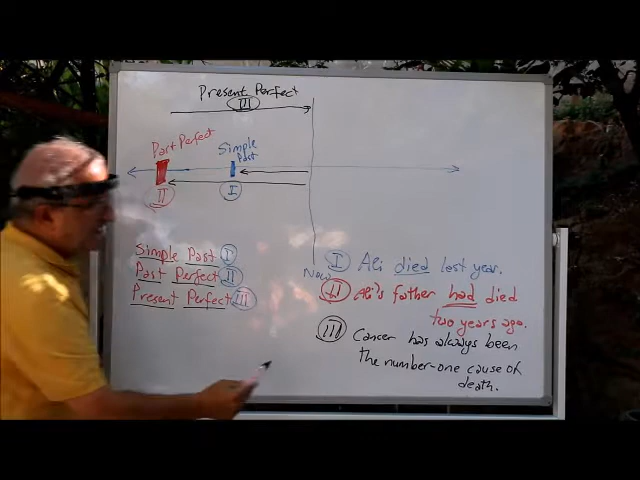 Present Perfect
III
Past Perfect
Simple
Past
II
I
Simple Past I
Past Perfect II
Present Perfect III
Now
I Ali died last year.
II Ali's father had died
two years ago.
III Cancer has always been
the number-one cause of
death.